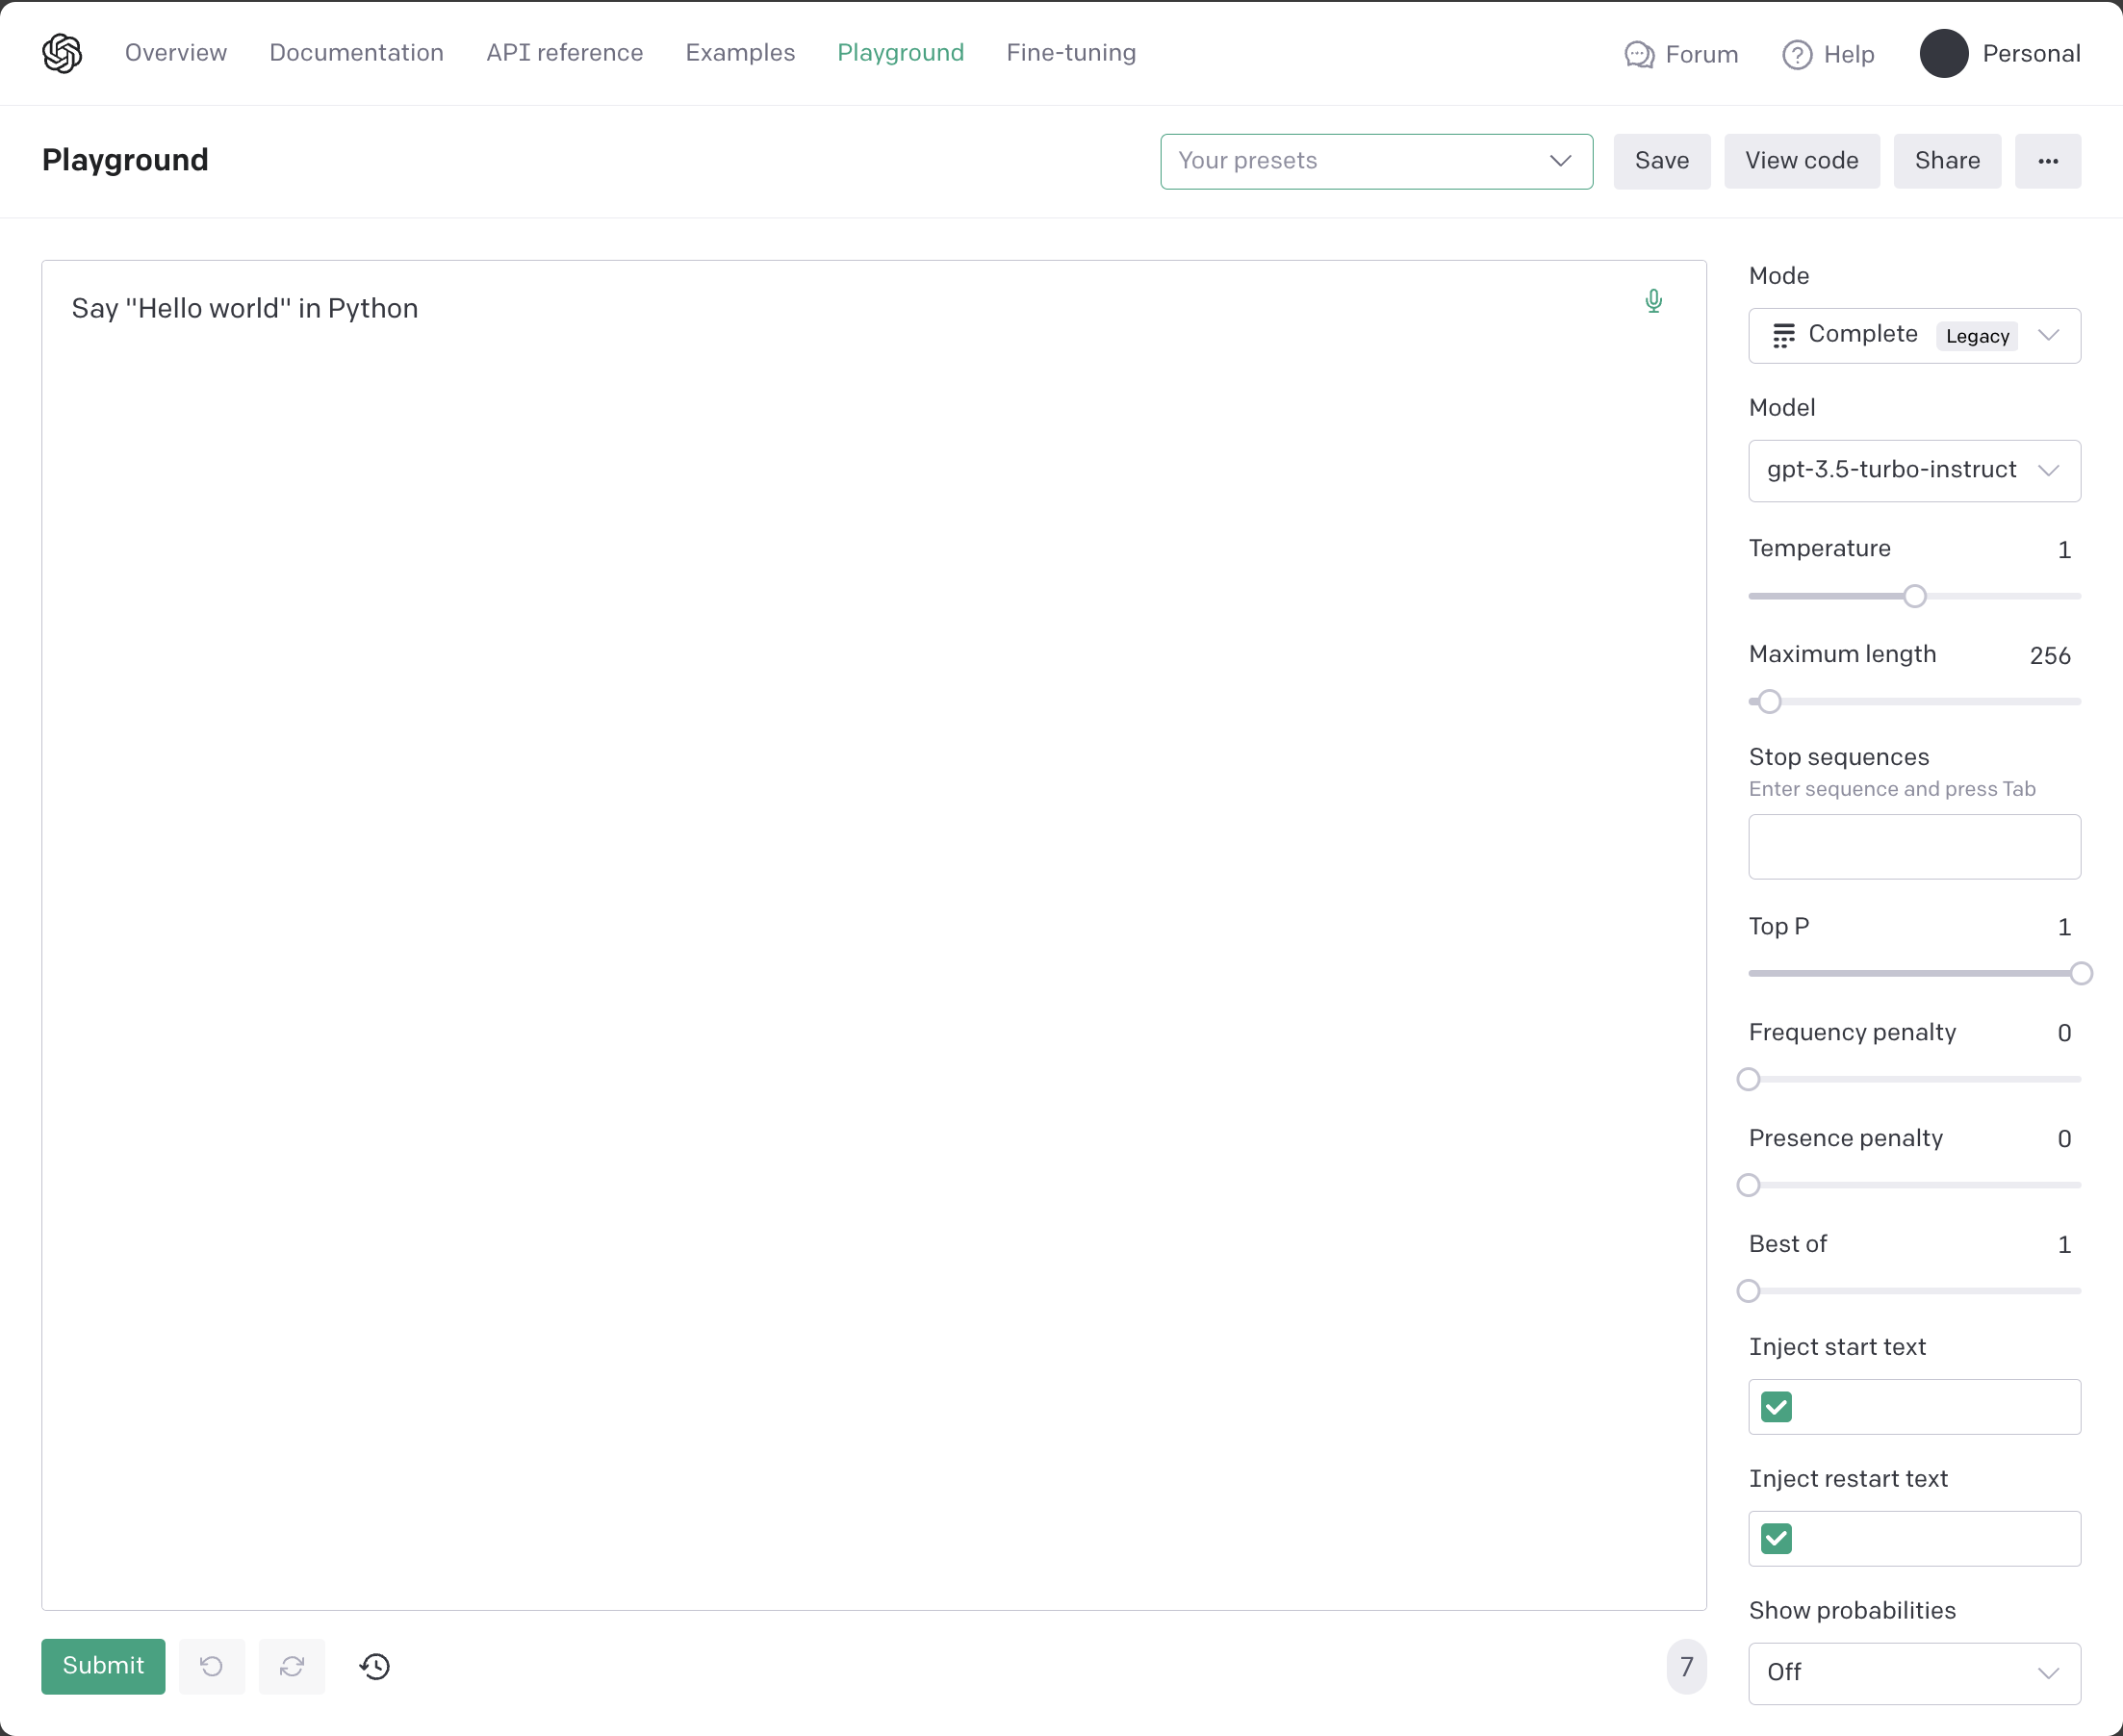 Overview Documentation API reference Examples Playground Fine-tuning Forum Help Personal
Playground Your presets Save View code Share
Say "Hello world" in Python
Mode
Complete Legacy
Model
gpt-3.5-turbo-instruct
Temperature 1
Maximum length 256
Stop sequences
Enter sequence and press Tab
Top P 1
Frequency penalty 0
Presence penalty 0
Best of 1
Inject start text
Inject restart text
Show probabilities
Off
Submit 7